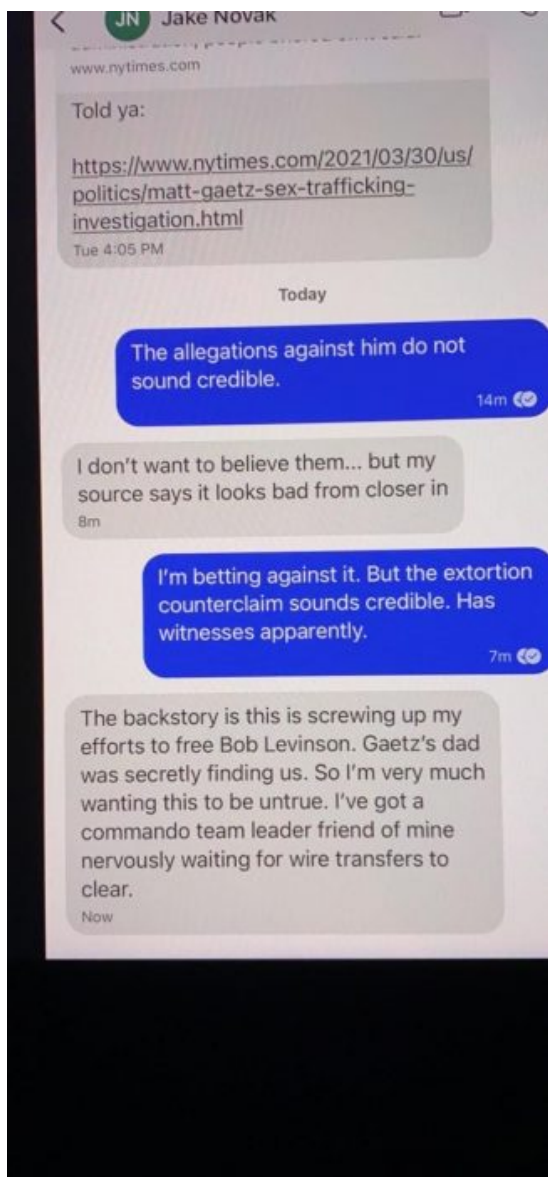 JN Jake Novak
www.nytimes.com
Told ya:
https://www.nytimes.com/2021/03/30/us/
politics/matt-gaetz-sex-trafficking-
investigation.html
Tue 4:05 PM
Today
The allegations against him do not
sound credible.
14m
I don't want to believe them... but my
source says it looks bad from closer in
8m
I'm betting against it. But the extortion
counterclaim sounds credible. Has
witnesses apparently.
7m
The backstory is this is screwing up my
efforts to free Bob Levinson. Gaetz's dad
was secretly finding us. So I'm very much
wanting this to be untrue. I've got a
commando team leader friend of mine
nervously waiting for wire transfers to
clear.
Now